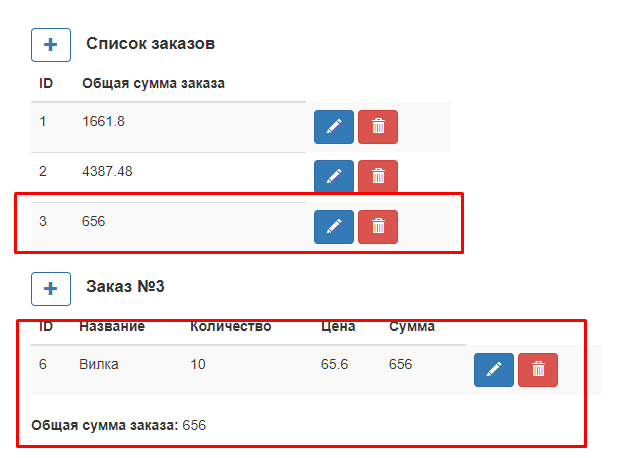 Список заказов
ID Общая сумма заказа
1 1661.8
2 4387.48
3 656
Заказ №3
ID Название Количество Цена Сумма
6 Вилка 10 65.6 656
Общая сумма заказа: 656